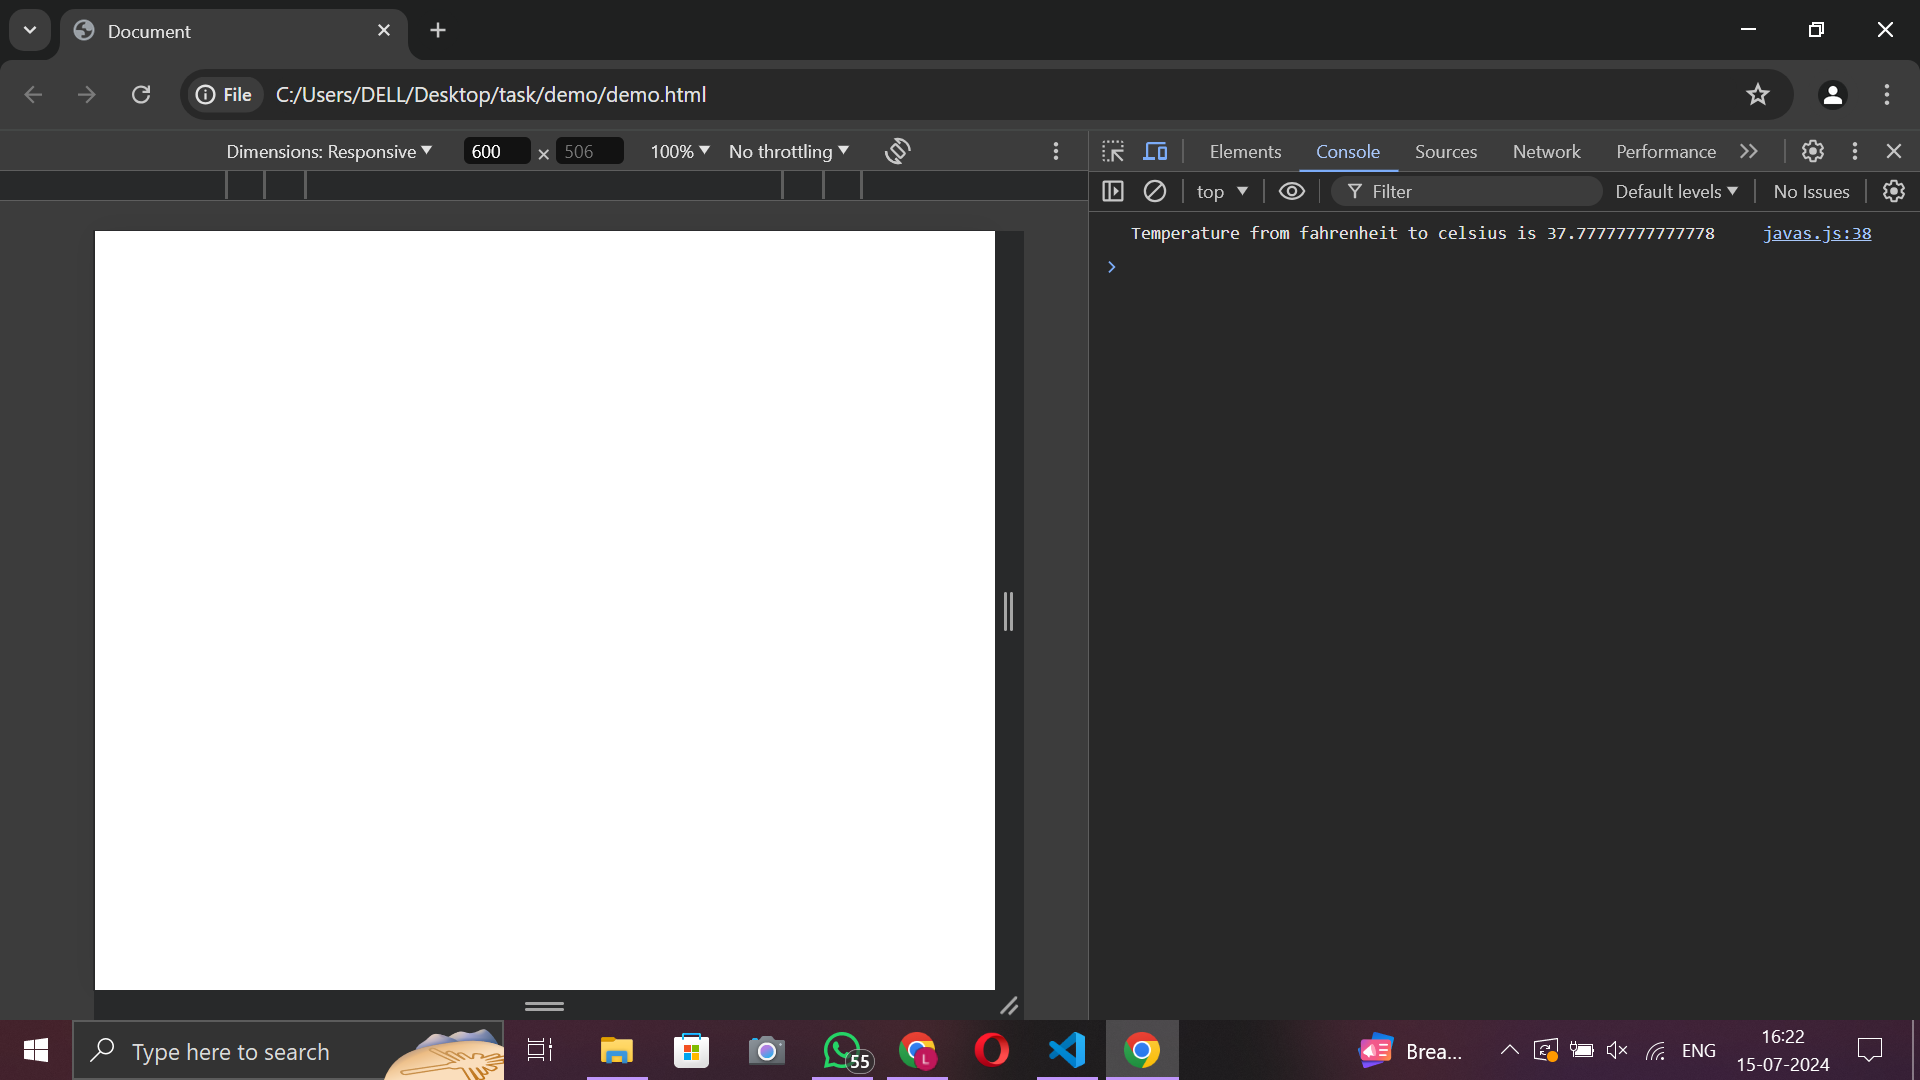 Document
File
C:/Users/DELL/Desktop/task/demo/demo.html
Dimensions: Responsive
600 × 506
100%
No throttling
Elements
Console
Sources
Network
Performance
top
Filter
Default levels
No Issues
Temperature from fahrenheit to celsius is 37.77777777777778
javas.js:38
Type here to search
55
L
Brea...
ENG
16:22
15-07-2024